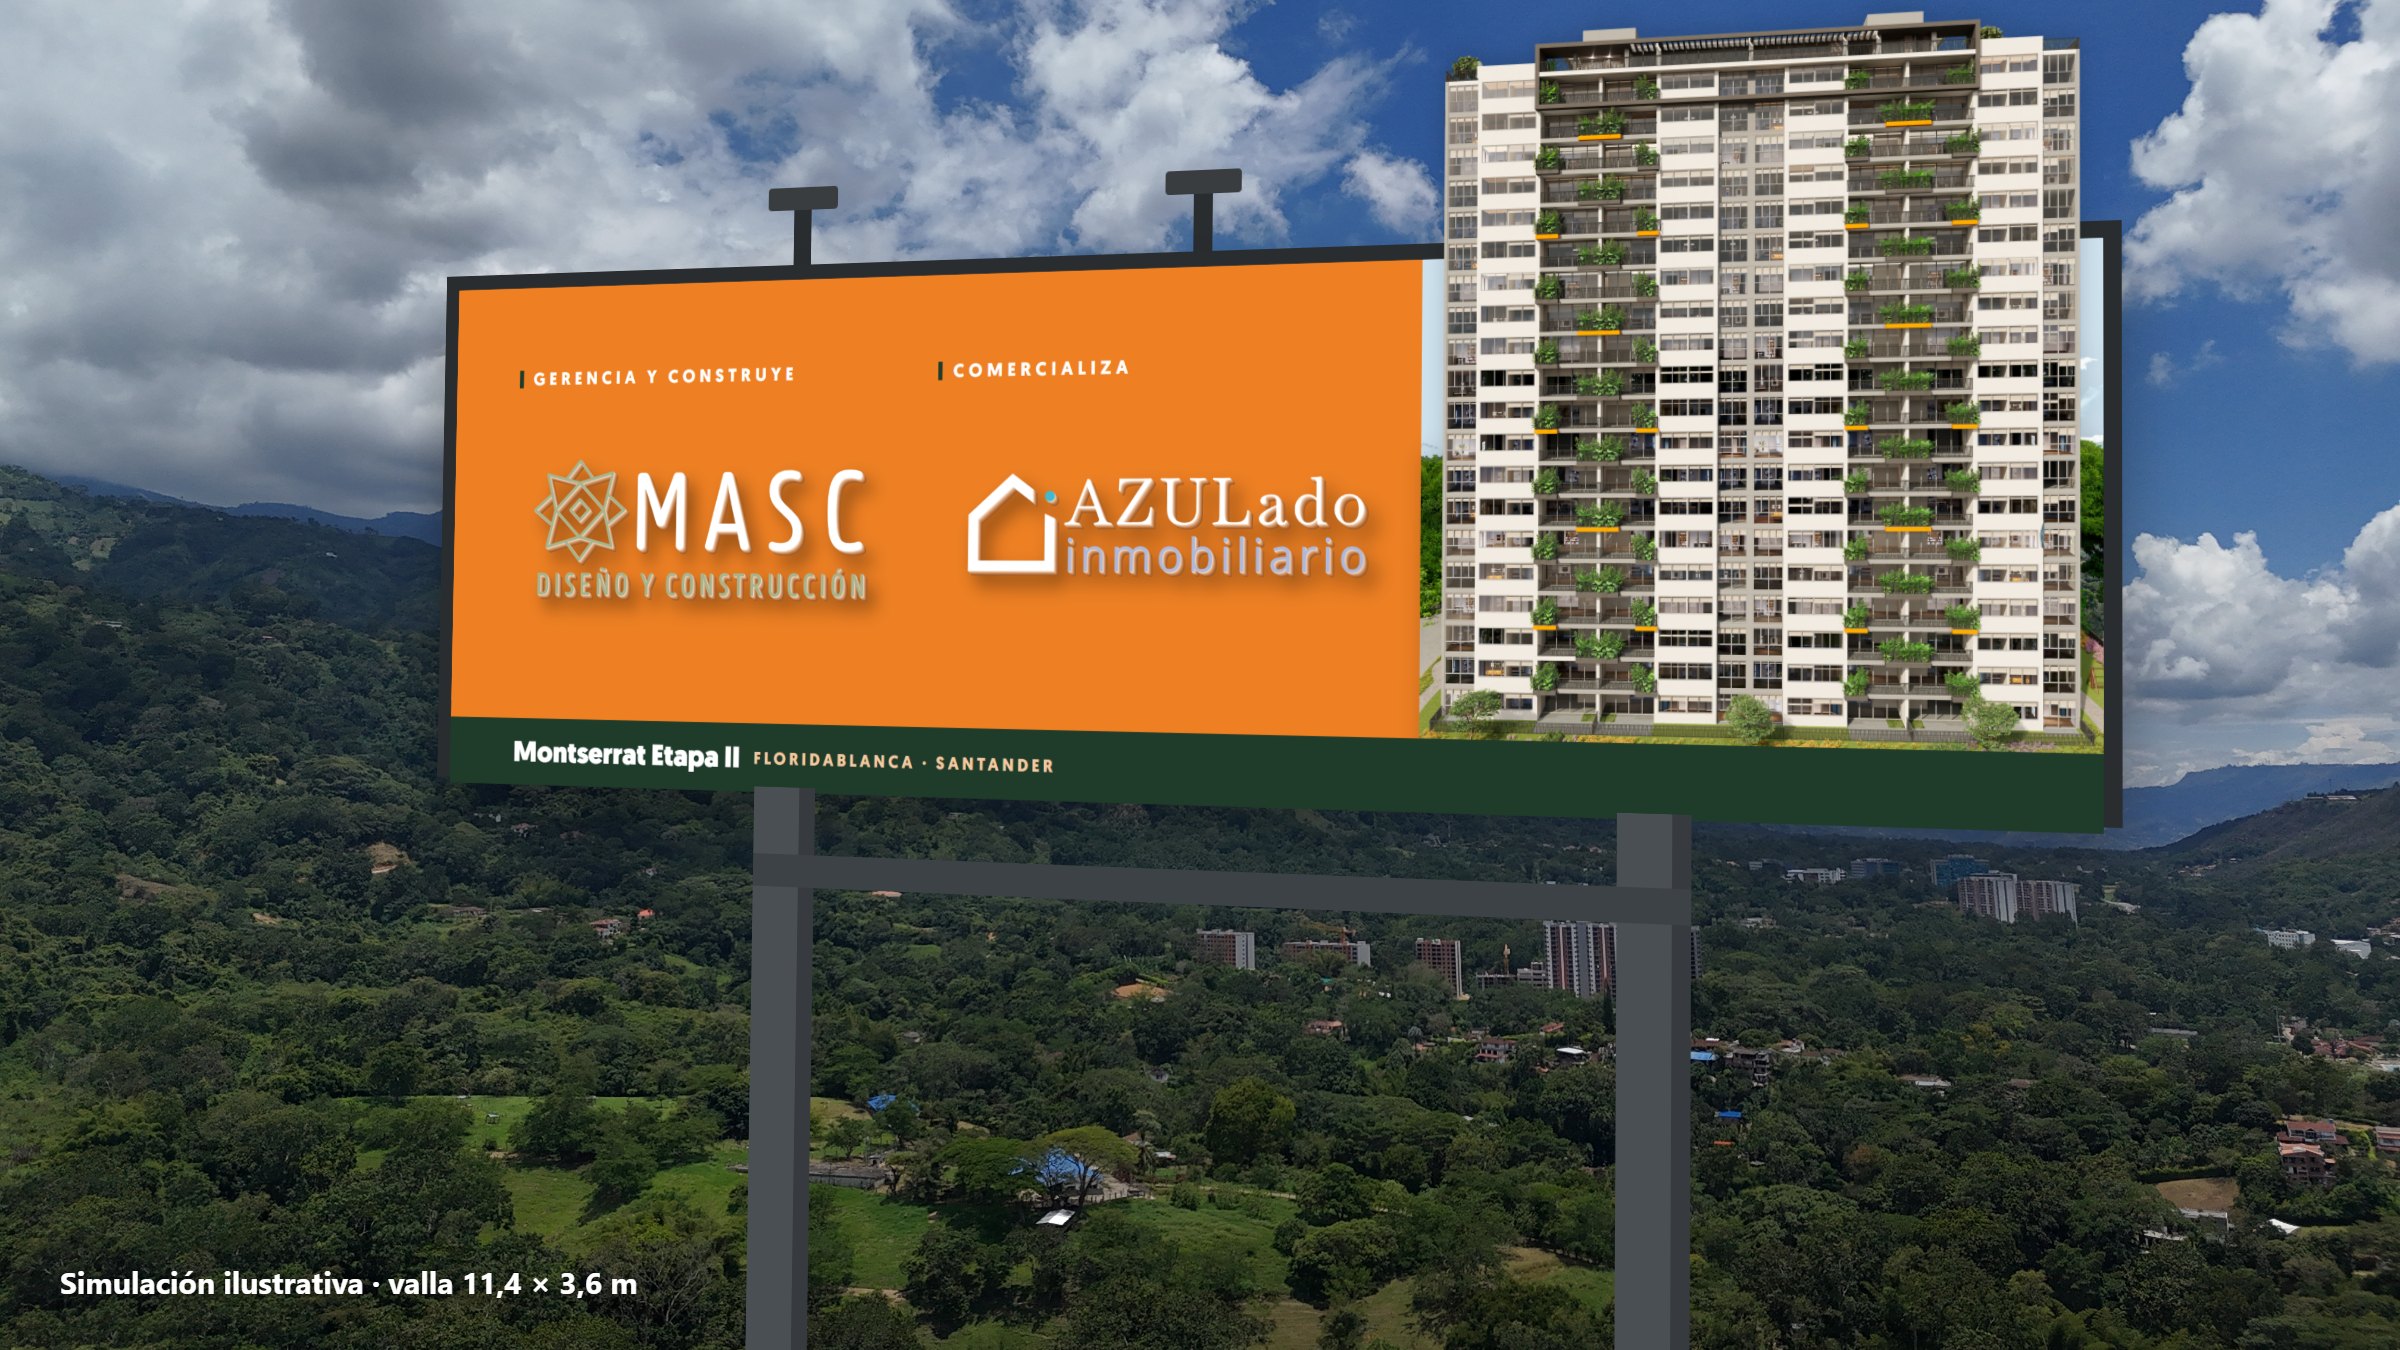 GERENCIA Y CONSTRUYE
COMERCIALIZA
MASC
DISEÑO Y CONSTRUCCIÓN
AZULado
inmobiliario
Montserrat Etapa II FLORIDABLANCA · SANTANDER
Simulación ilustrativa · valla 11,4 × 3,6 m